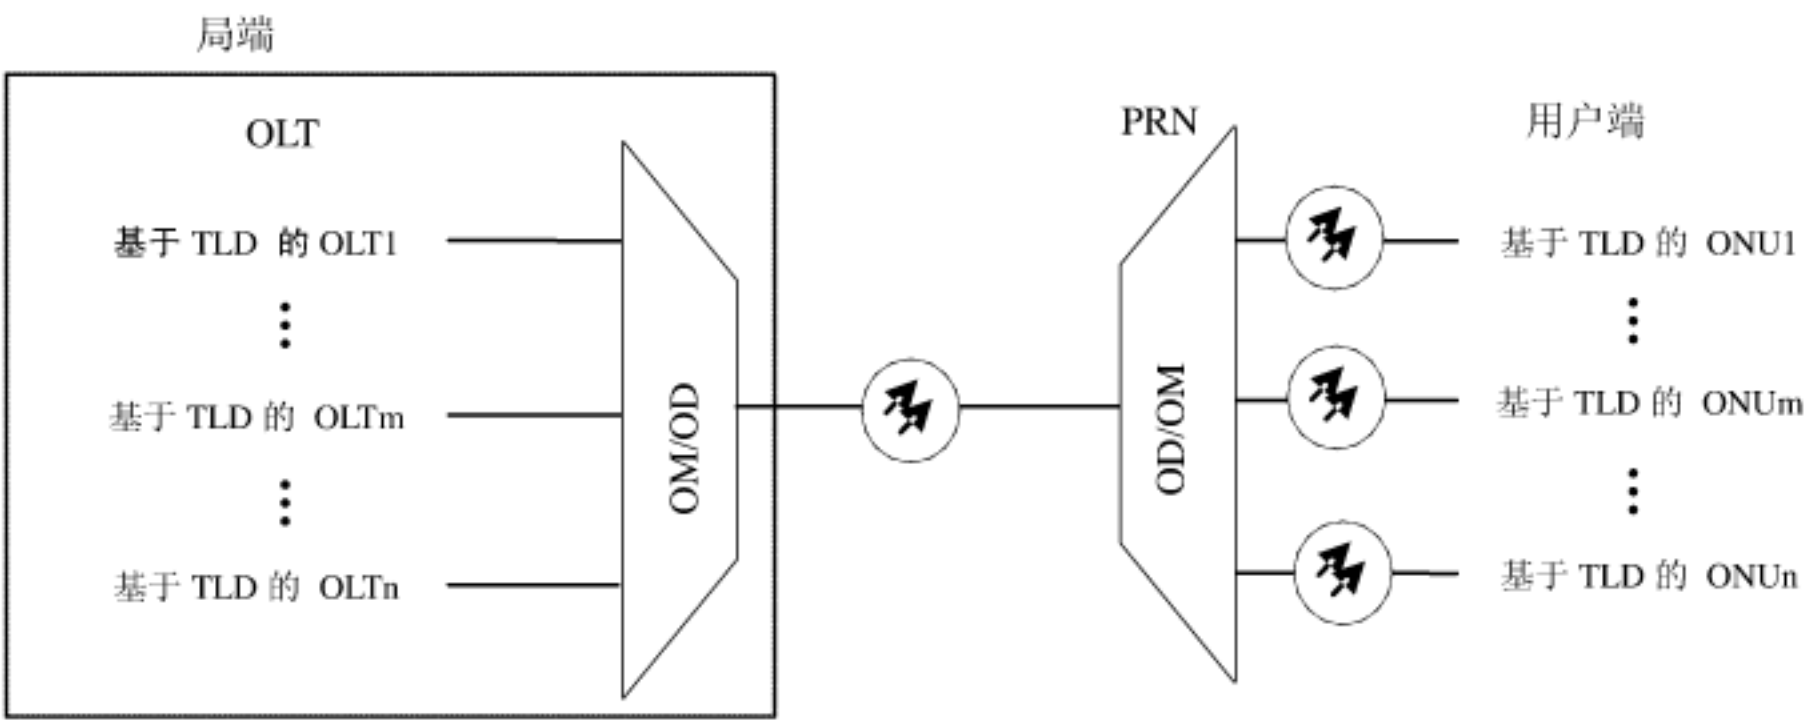 局端
OLT
PRN
用户端
基于 TLD 的 OLT1
基于 TLD 的 ONU1
基于 TLD 的 OLTm
OM/OD
OD/OM
基于 TLD 的 ONUm
基于 TLD 的 OLTn
基于 TLD 的 ONUn